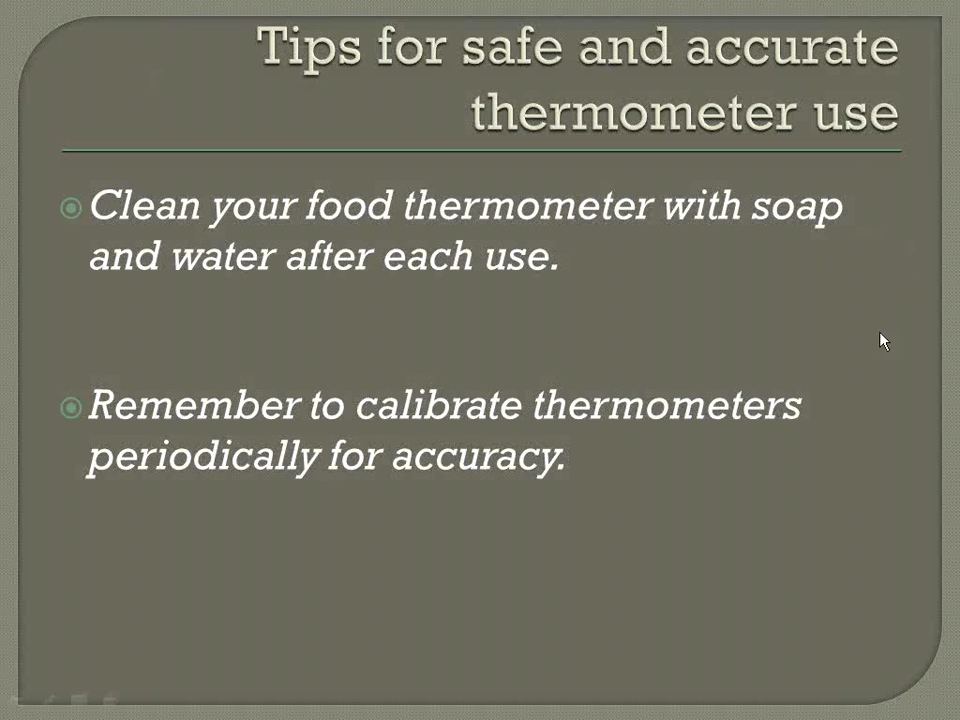 Tips for safe and accurate
thermometer use
Clean your food thermometer with soap
and water after each use.
Remember to calibrate thermometers
periodically for accuracy.